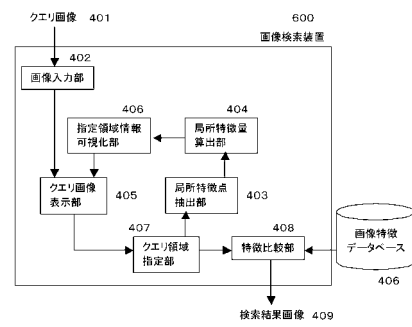 クエリ画像 401
600
画像検索装置
402
画像入力部
406
指定領域情報
可視化部
404
局所特徴量
算出部
クエリ画像
表示部
405
局所特徴点
抽出部
403
407
クエリ領域
指定部
408
特徴比較部
画像特徴
データベース
406
検索結果画像 409